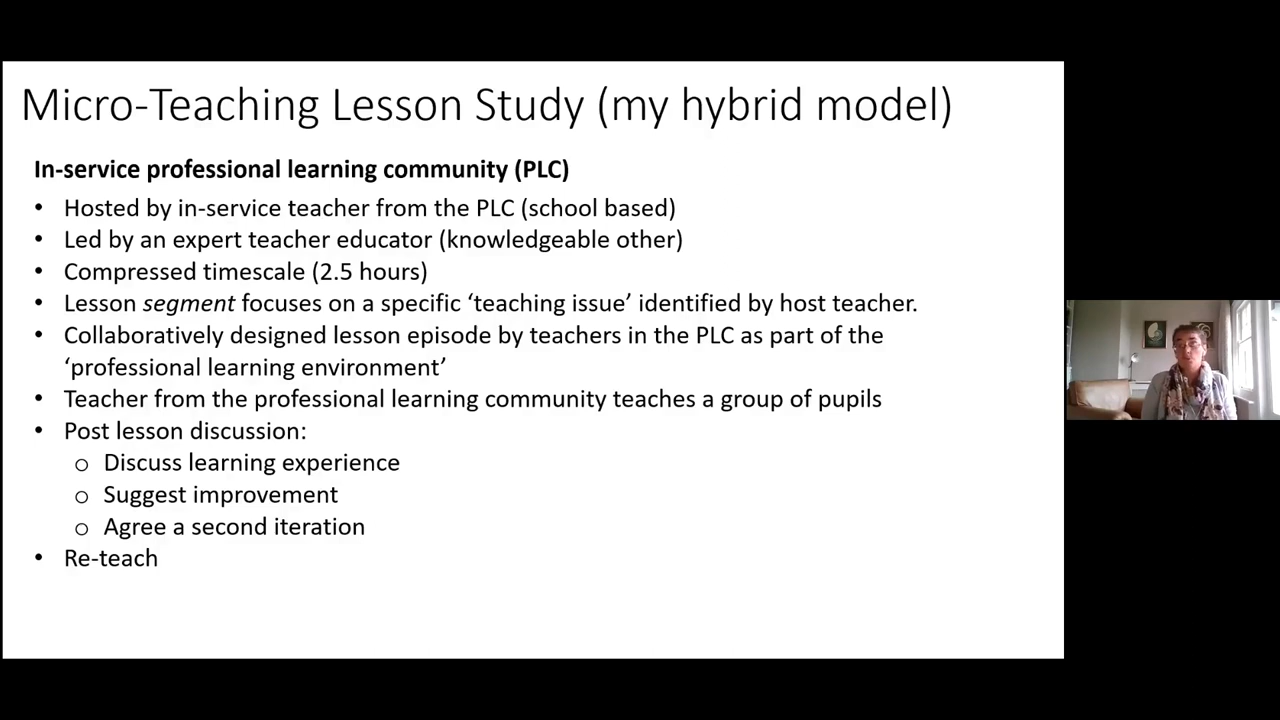 Micro-Teaching Lesson Study (my hybrid model)
In-service professional learning community (PLC)
• Hosted by in-service teacher from the PLC (school based)
• Led by an expert teacher educator (knowledgeable other)
• Compressed timescale (2.5 hours)
• Lesson segment focuses on a specific ‘teaching issue’ identified by host teacher.
• Collaboratively designed lesson episode by teachers in the PLC as part of the
‘professional learning environment’
• Teacher from the professional learning community teaches a group of pupils
• Post lesson discussion:
o Discuss learning experience
o Suggest improvement
o Agree a second iteration
• Re-teach